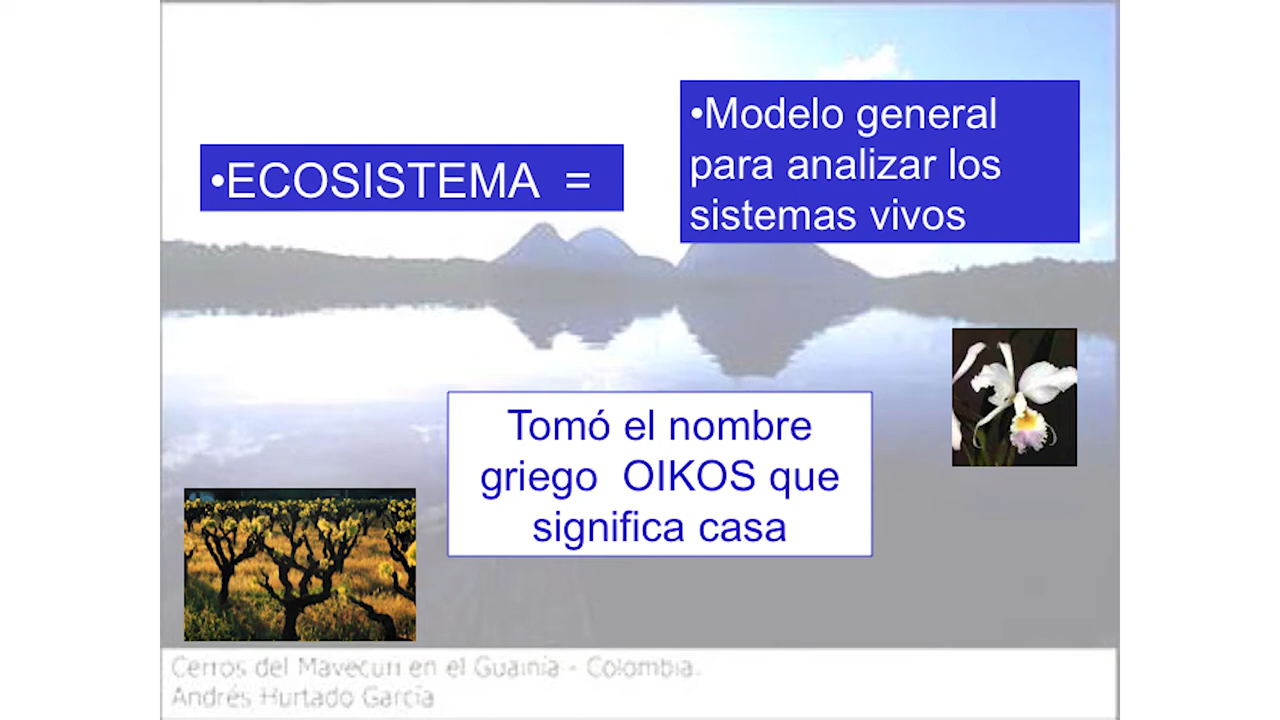 •ECOSISTEMA =
•Modelo general
para analizar los
sistemas vivos
Tomó el nombre
griego OIKOS que
significa casa
Cerros del Mavecuri en el Guainía - Colombia.
Andrés Hurtado García